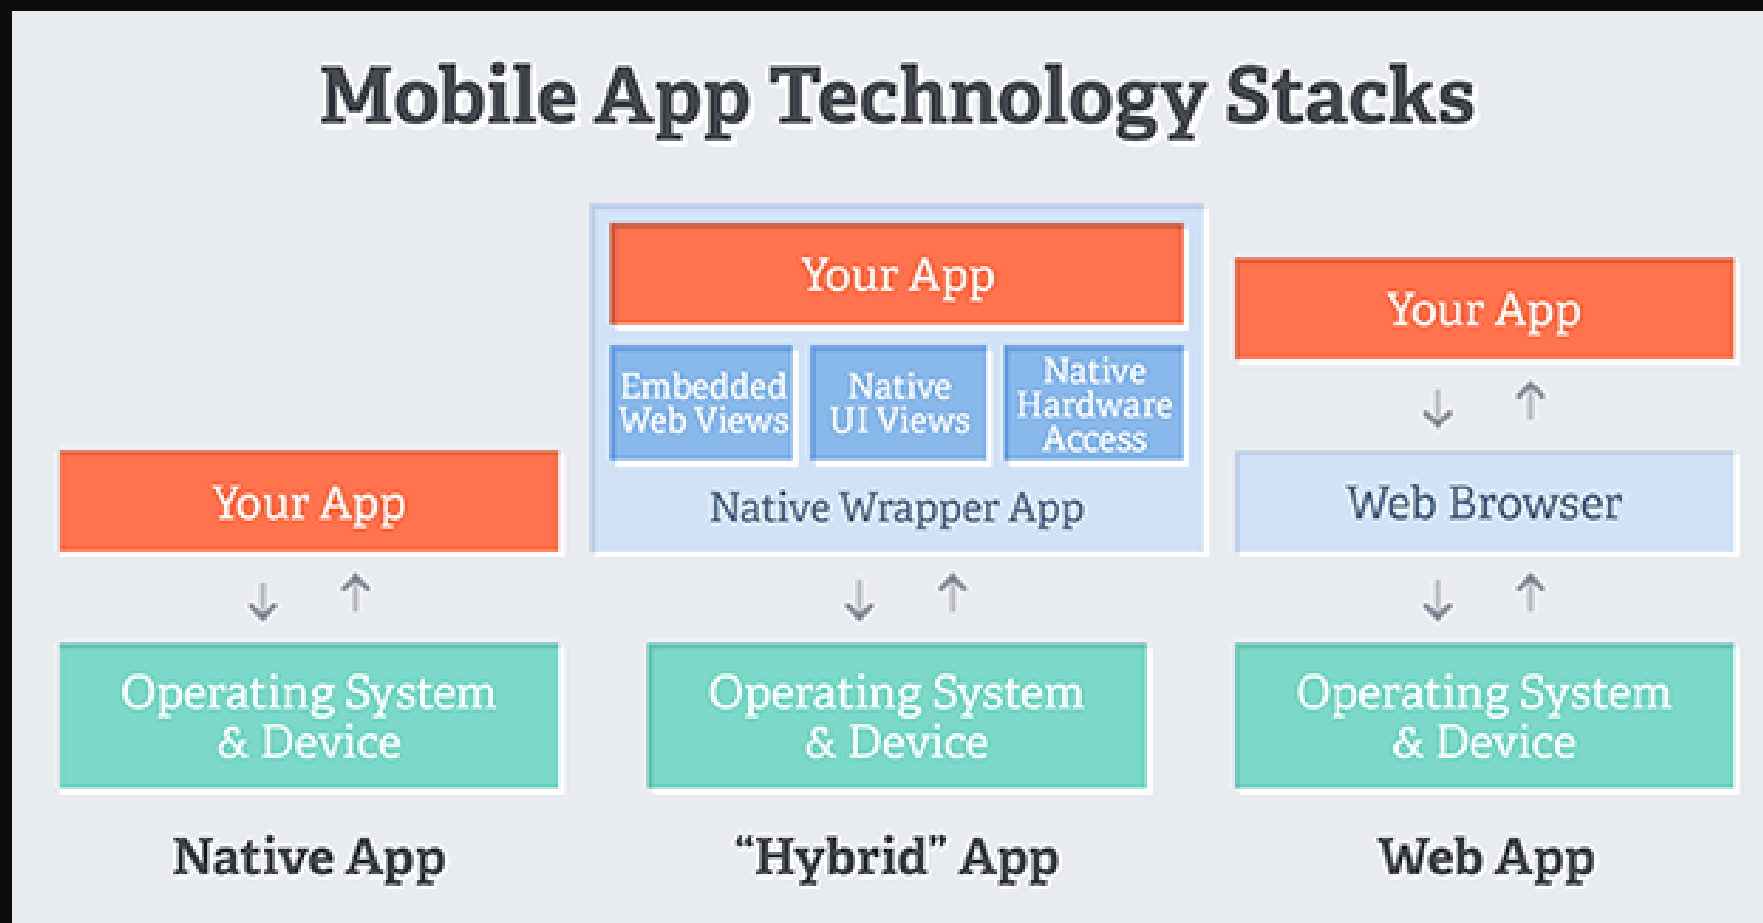 Mobile App Technology Stacks
Your App
Operating System
& Device
Native App
Your App
Embedded
Web Views
Native
UI Views
Native
Hardware
Access
Native Wrapper App
Operating System
& Device
“Hybrid” App
Your App
Web Browser
Operating System
& Device
Web App